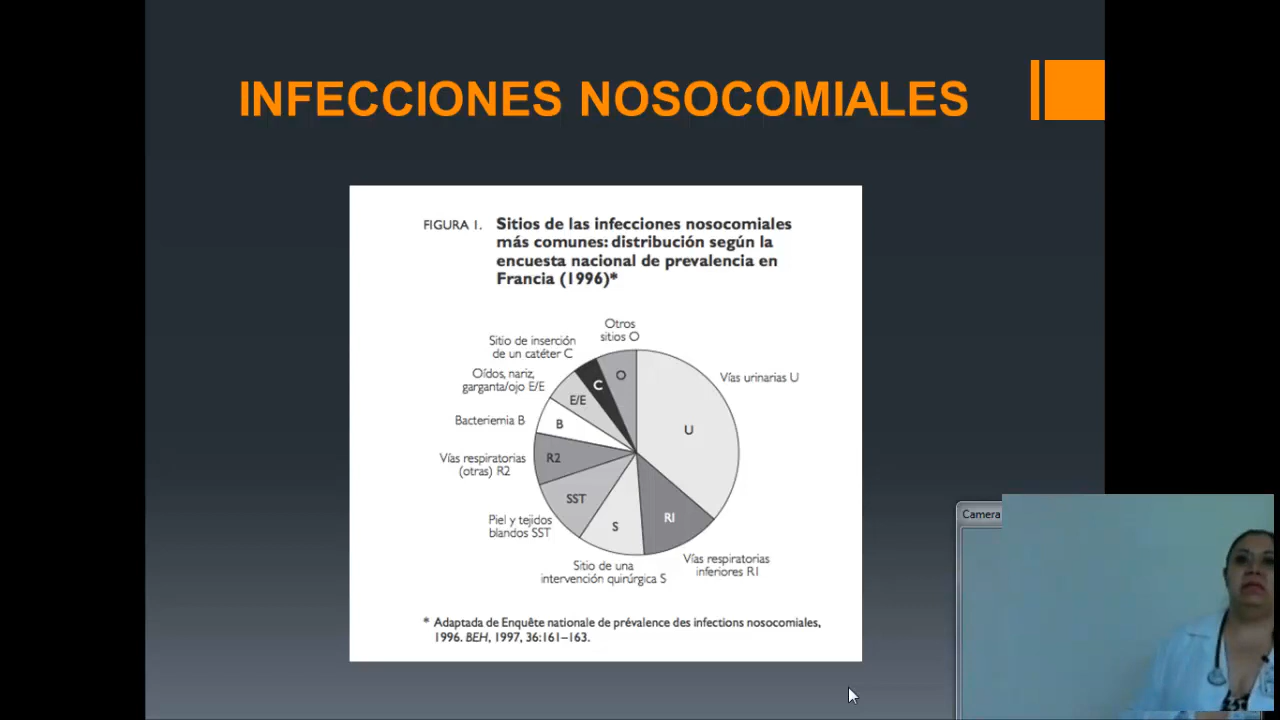 INFECCIONES NOSOCOMIALES
FIGURA 1. Sitios de las infecciones nosocomiales
más comunes: distribución según la
encuesta nacional de prevalencia en
Francia (1996)*
Otros
sitios O
Sitio de inserción
de un catéter C
Oídos, nariz,
garganta/ojo E/E
Vías urinarias U
C
O
E/E
Bacteriemia B
B
U
Vías respiratorias
(otras) R2
R2
SST
Piel y tejidos
blandos SST
S
R1
Sitio de una
intervención quirúrgica S
Vías respiratorias
inferiores R1
* Adaptada de Enquête nationale de prévalence des infections nosocomiales,
1996. BEH, 1997, 36:161–163.
Camera